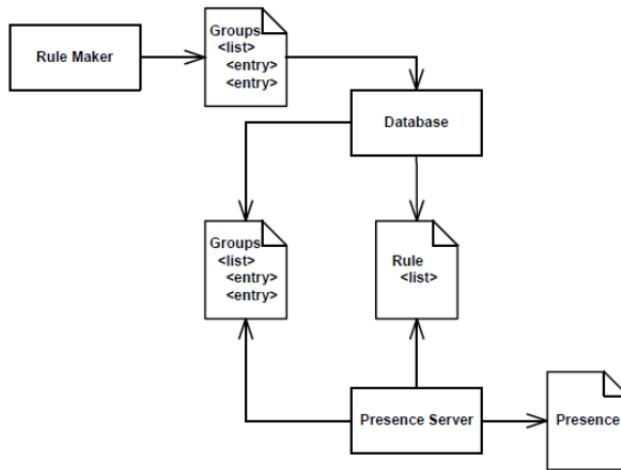 Rule Maker
Groups
<list>
<entry>
<entry>
Database
Groups
<list>
<entry>
<entry>
Rule
<list>
Presence Server
Presence